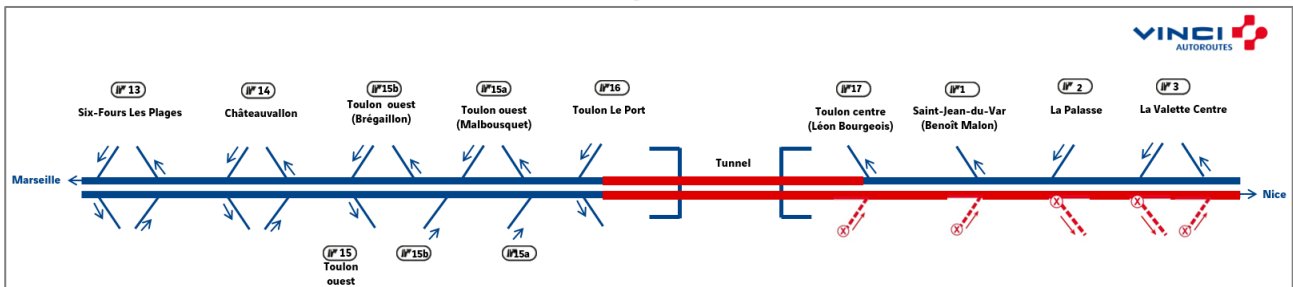 VINCI
AUTOROUTES
n° 13
n° 14
n°15b
n°15a
n°16
n°17
n°1
n° 2
n° 3
Six-Fours Les Plages
Châteauvallon
Toulon ouest
(Brégaillon)
Toulon ouest
(Malbousquet)
Toulon Le Port
Toulon centre
(Léon Bourgeois)
Saint-Jean-du-Var
(Benoît Malon)
La Palasse
La Valette Centre
Tunnel
Marseille
Nice
X
X
X
X
X
n° 15
Toulon
ouest
n°15b
n°15a